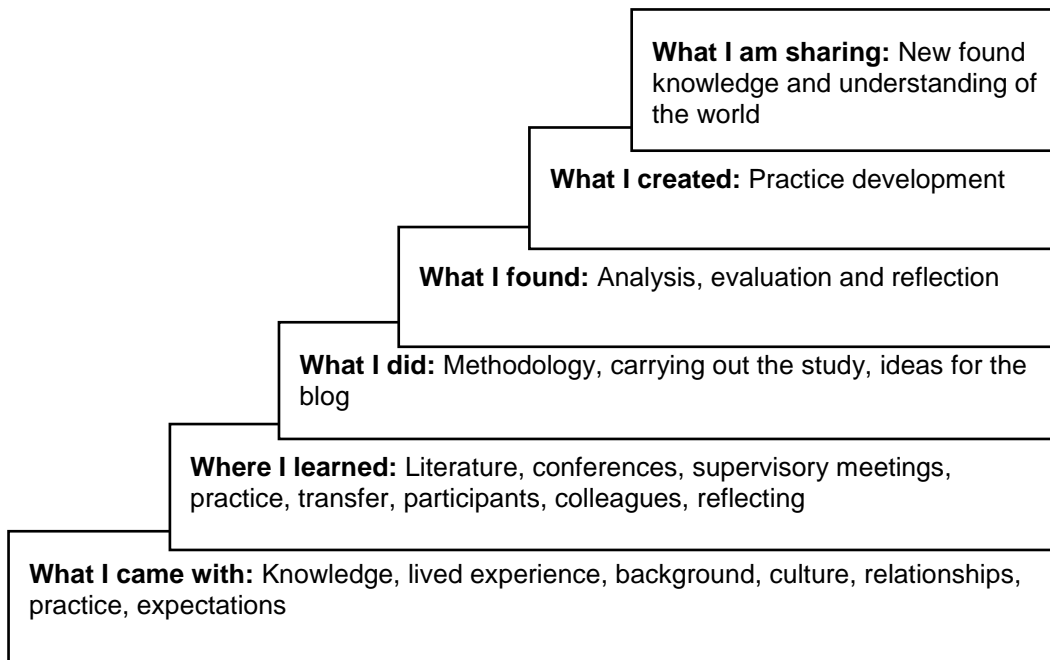 What I am sharing: New found
knowledge and understanding of
the world
What I created: Practice development
What I found: Analysis, evaluation and reflection
What I did: Methodology, carrying out the study, ideas for the
blog
Where I learned: Literature, conferences, supervisory meetings,
practice, transfer, participants, colleagues, reflecting
What I came with: Knowledge, lived experience, background, culture, relationships,
practice, expectations